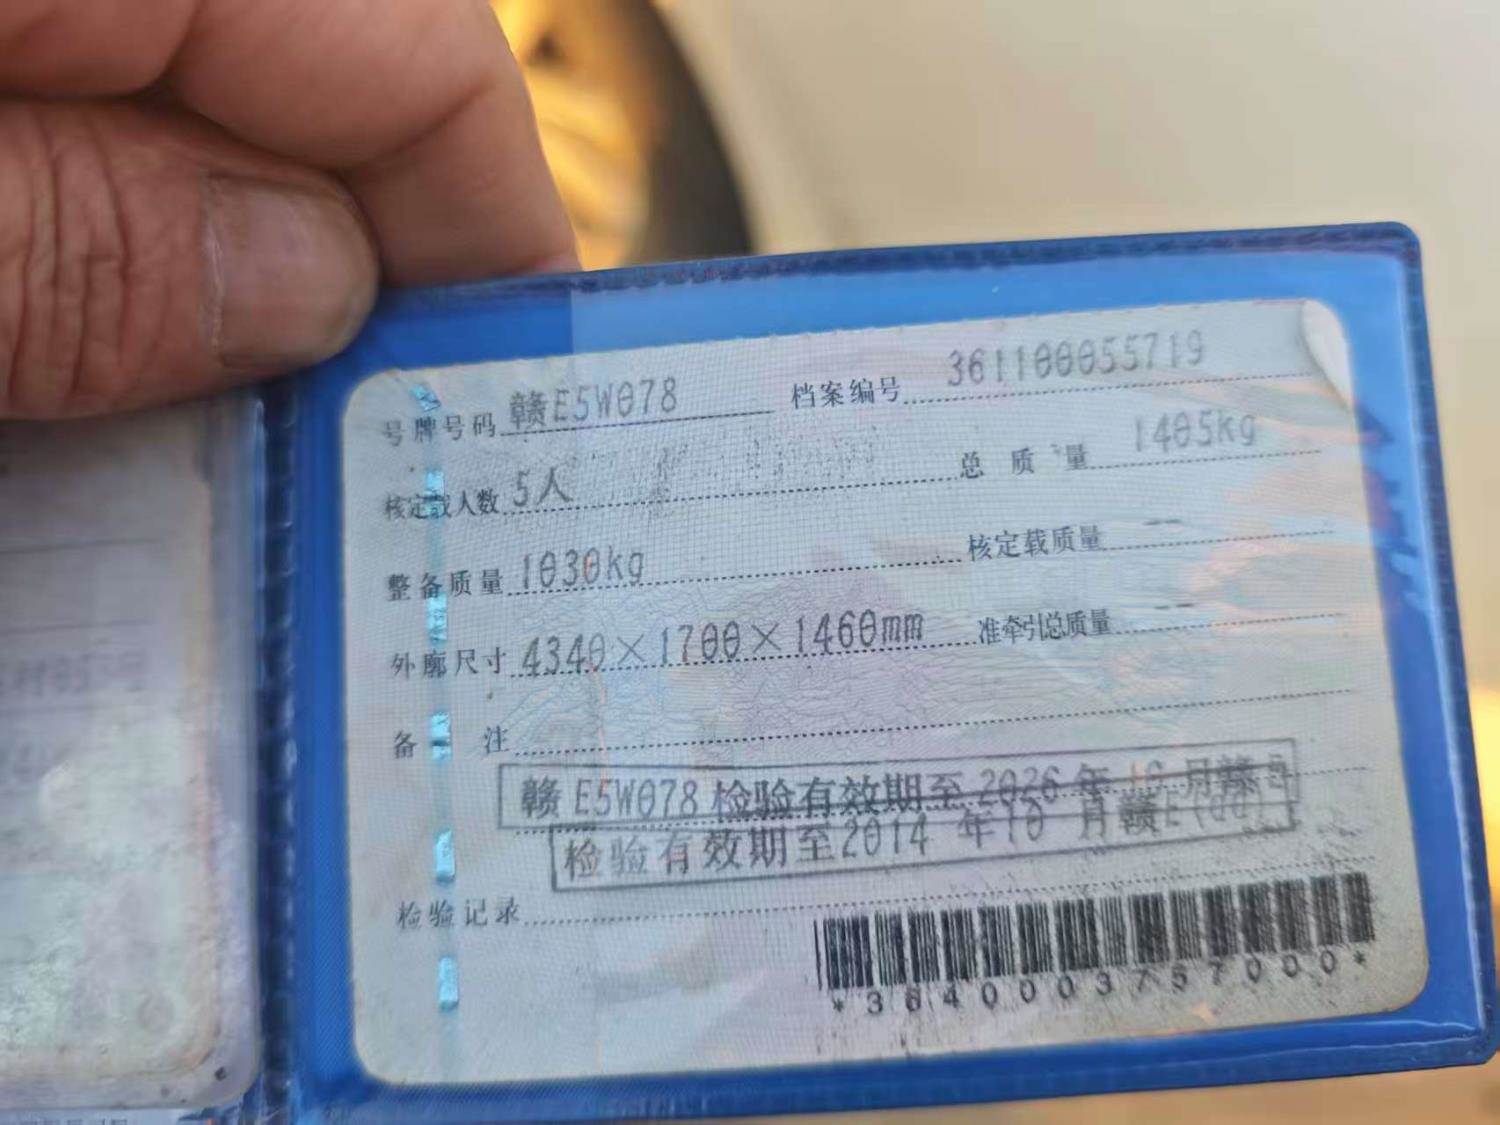 号牌号码 赣E5W078 档案编号 361100055719
核定载人数 5人 总质量 1405kg
整备质量 1030kg 核定载质量 --
外廓尺寸 4340×1700×1460mm 准牵引总质量 --
备注
赣E5W078检验有效期至2026年10月赣E
检验有效期至2014年10月赣E(00)
检验记录
*3640003757000*